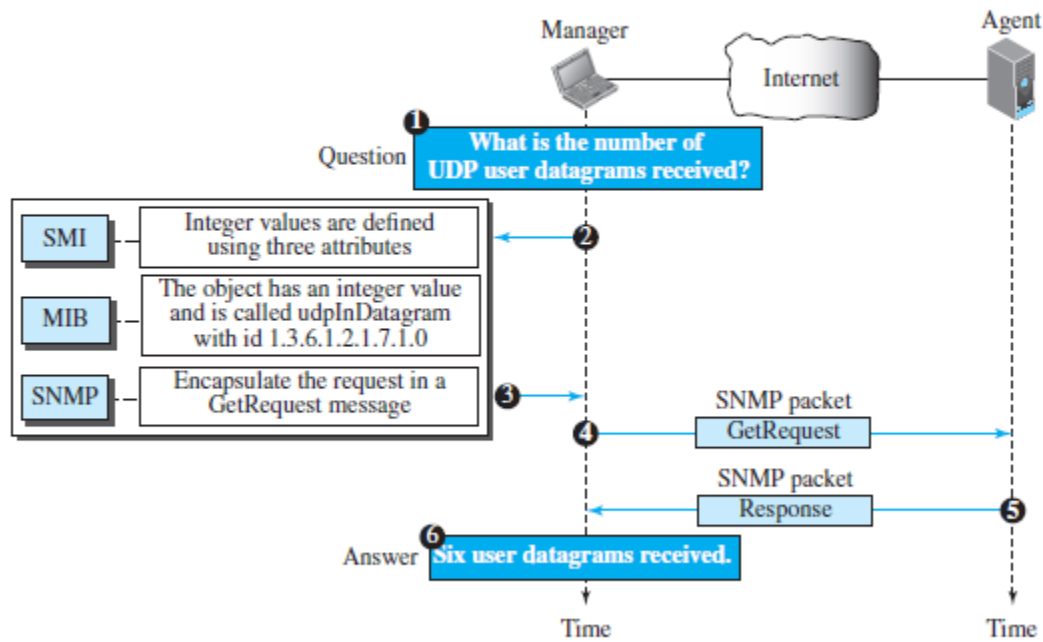 Manager
Agent
Internet
1
Question
What is the number of
UDP user datagrams received?
SMI
Integer values are defined
using three attributes
2
MIB
The object has an integer value
and is called udpInDatagram
with id 1.3.6.1.2.1.7.1.0
SNMP
Encapsulate the request in a
GetRequest message
3
SNMP packet
4
GetRequest
SNMP packet
Response
5
6
Answer
Six user datagrams received.
Time
Time